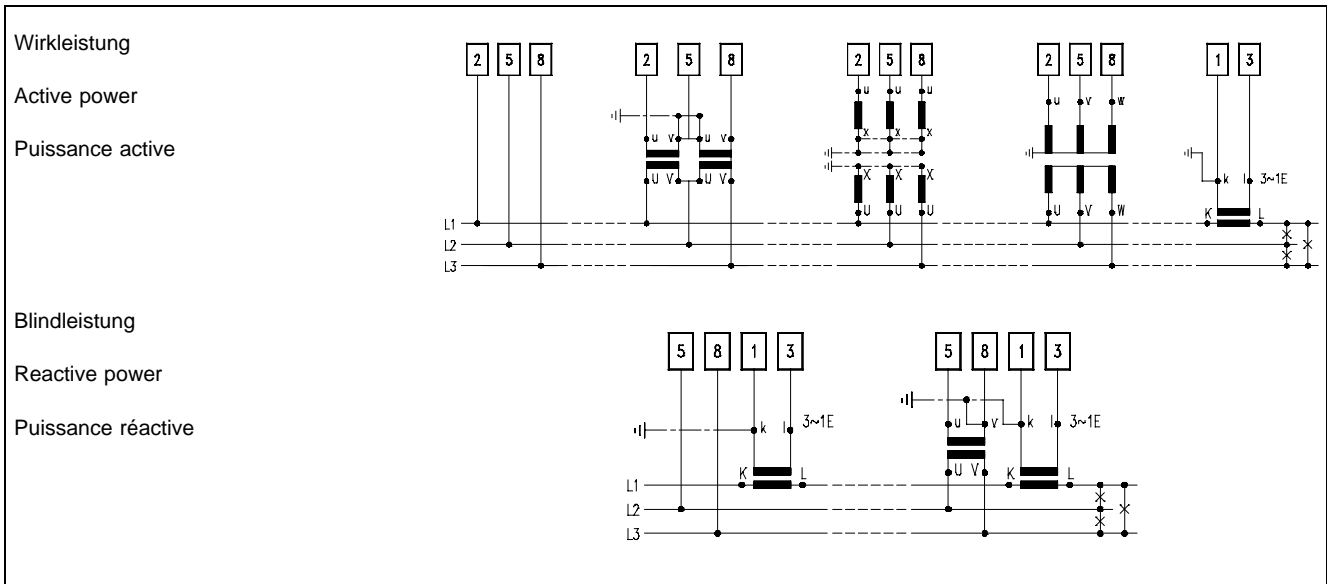 Wirkleistung
2 5 8 2 5 8 2 5 8 2 5 8 1 3
Active power
u u u u v w
u v u v
x x x
Puissance active
X X X
k l 3~1E
U V U V
U U U U V W
K L
L1
L2
L3
Blindleistung
5 8 1 3 5 8 1 3
Reactive power
Puissance réactive
k l 3~1E u v k l 3~1E
K L U V K L
L1
L2
L3